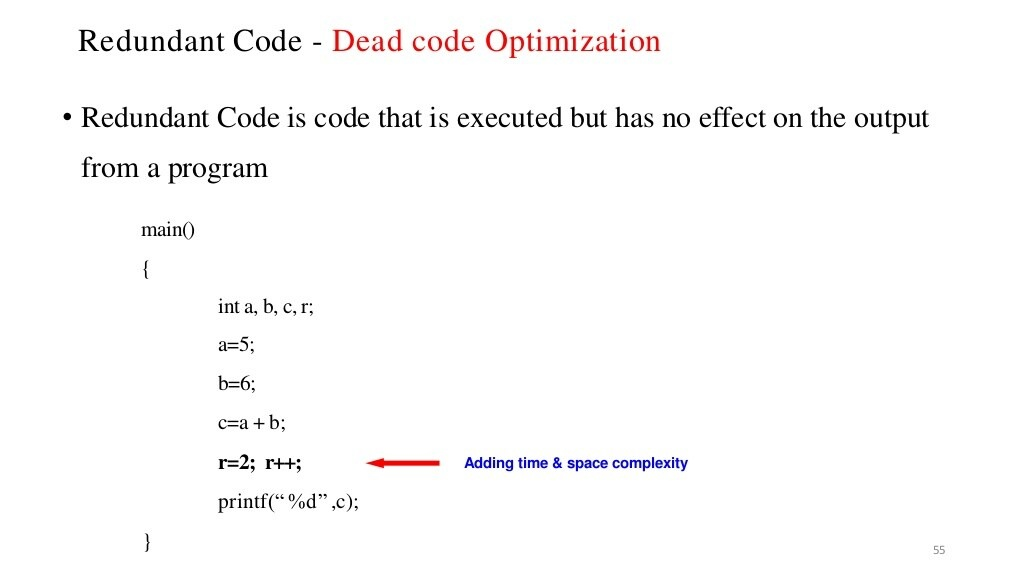 Redundant Code - Dead code Optimization
• Redundant Code is code that is executed but has no effect on the output
from a program
main()
{
int a, b, c, r;
a=5;
b=6;
c=a + b;
r=2; r++;
Adding time & space complexity
printf(“%d”,c);
}
55